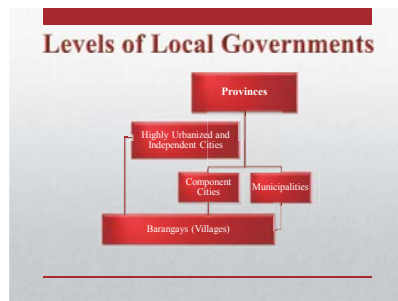 Levels of Local Governments
Provinces
Highly Urbanized and
Independent Cities
Component
Cities
Municipalities
Barangays (Villages)